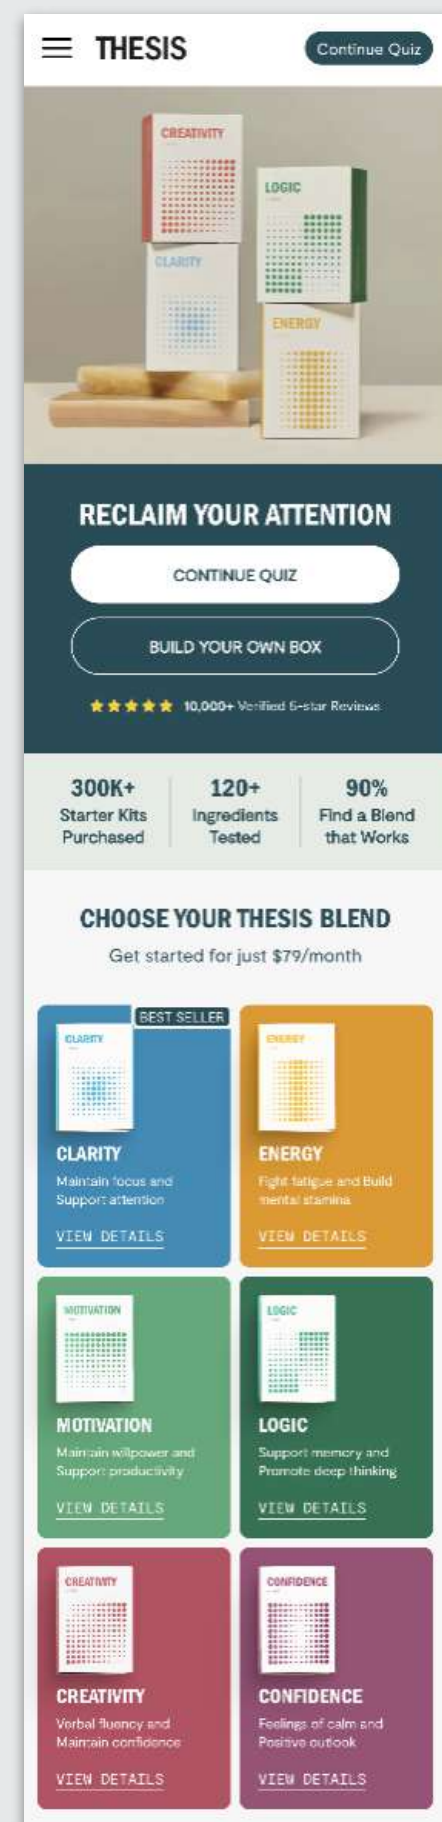 THESIS
Continue Quiz
CREATIVITY
LOGIC
CLARITY
ENERGY
RECLAIM YOUR ATTENTION
CONTINUE QUIZ
BUILD YOUR OWN BOX
10,000+ Verified 5-star Reviews
300K+
Starter Kits
Purchased
120+
Ingredients
Tested
90%
Find a Blend
that Works
CHOOSE YOUR THESIS BLEND
Get started for just $79/month
BEST SELLER
CLARITY
CLARITY
Maintain focus and
Support attention
VIEW DETAILS
ENERGY
ENERGY
Fight fatigue and Build
mental stamina
VIEW DETAILS
MOTIVATION
MOTIVATION
Maintain willpower and
Support productivity
VIEW DETAILS
LOGIC
LOGIC
Support memory and
Promote deep thinking
VIEW DETAILS
CREATIVITY
CREATIVITY
Verbal fluency and
Maintain confidence
VIEW DETAILS
CONFIDENCE
CONFIDENCE
Feelings of calm and
Positive outlook
VIEW DETAILS